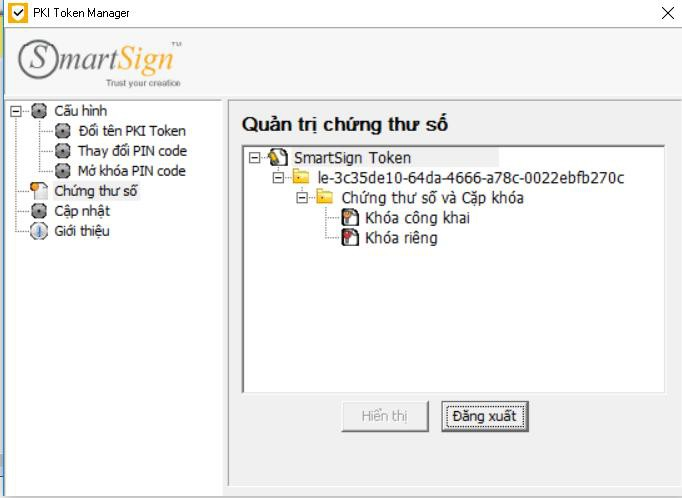 PKI Token Manager
SmartSign™
Trust your creation
Cấu hình
Đổi tên PKI Token
Thay đổi PIN code
Mở khóa PIN code
Chứng thư số
Cập nhật
Giới thiệu
Quản trị chứng thư số
SmartSign Token
le-3c35de10-64da-4666-a78c-0022ebfb270c
Chứng thư số và Cặp khóa
Khóa công khai
Khóa riêng
Hiển thị
Đăng xuất